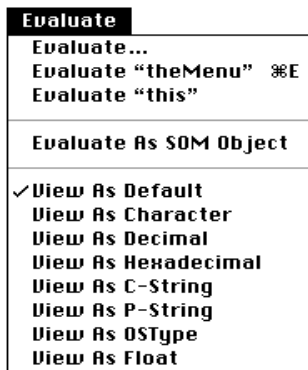 Evaluate
Evaluate...
Evaluate “theMenu” ⌘E
Evaluate “this”
Evaluate As SOM Object
✓View As Default
View As Character
View As Decimal
View As Hexadecimal
View As C-String
View As P-String
View As OSType
View As Float